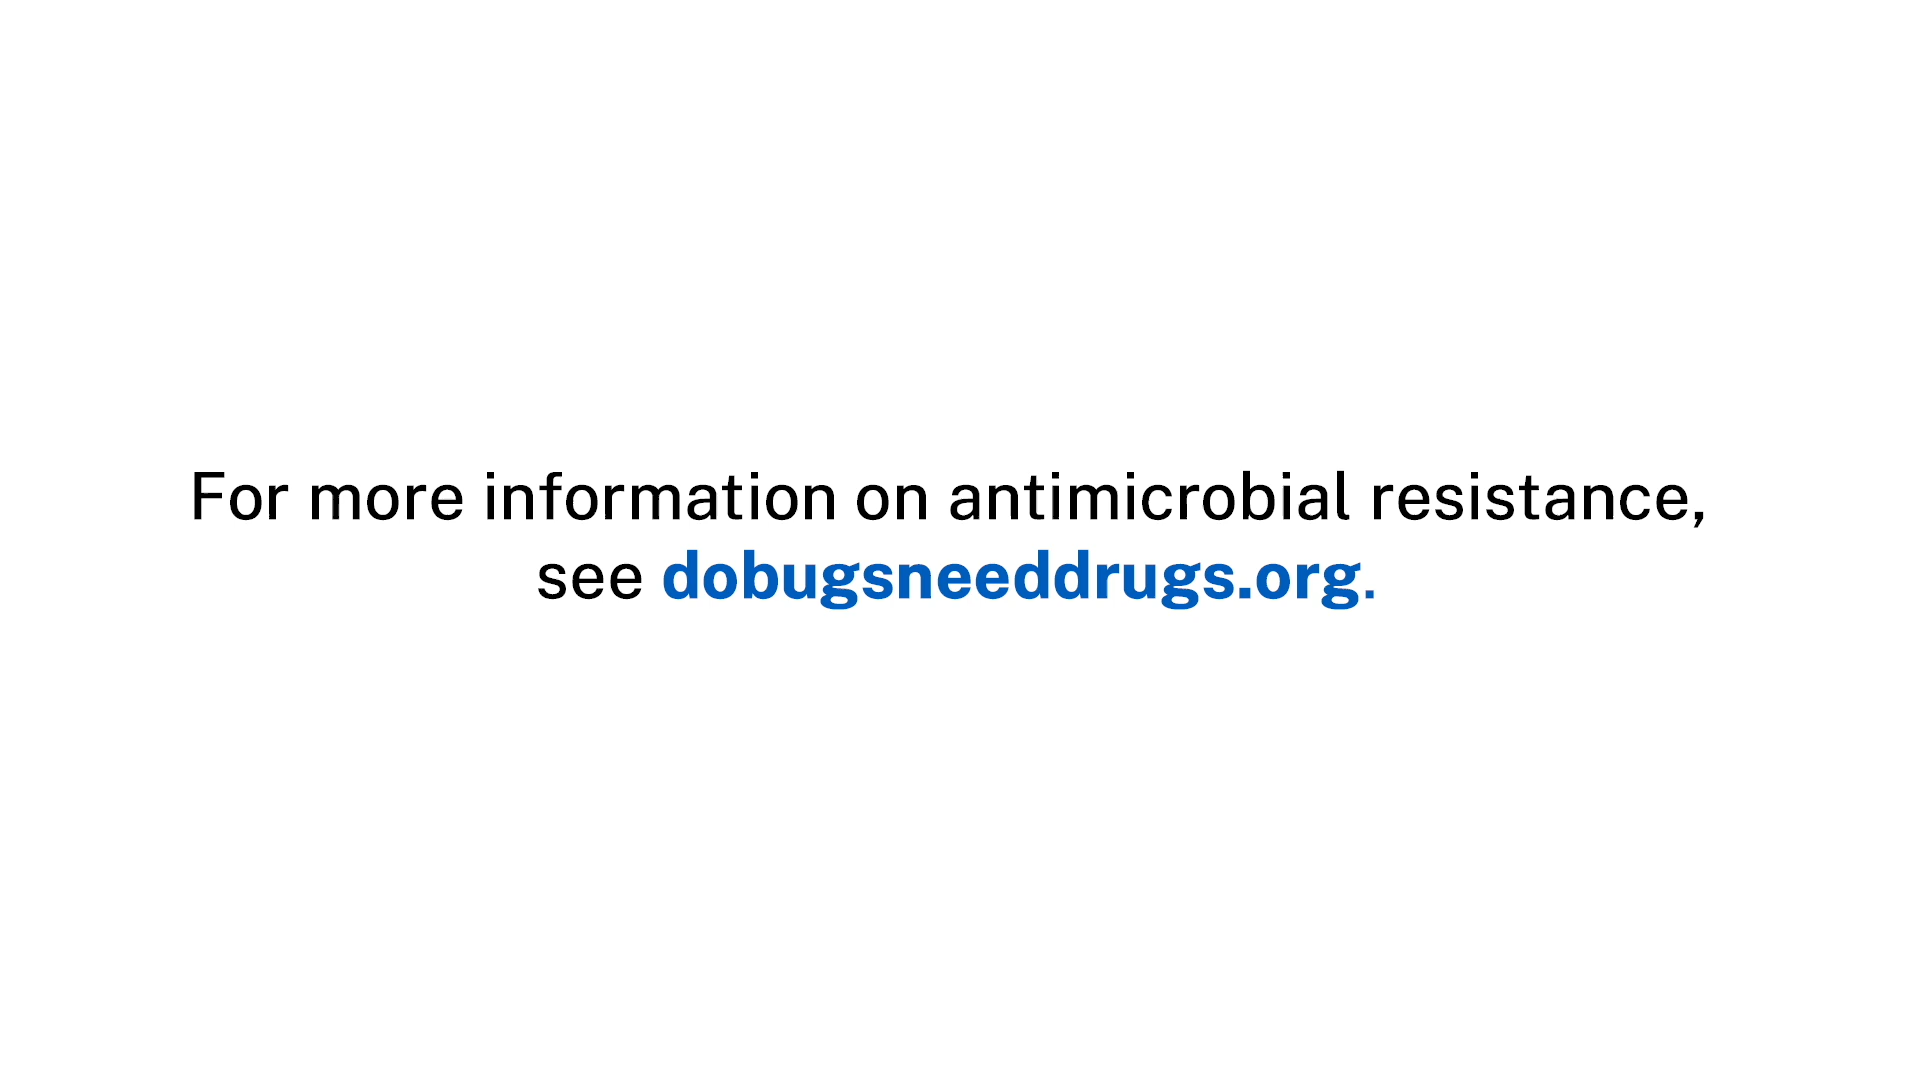 For more information on antimicrobial resistance,
see dobugsneeddrugs.org.